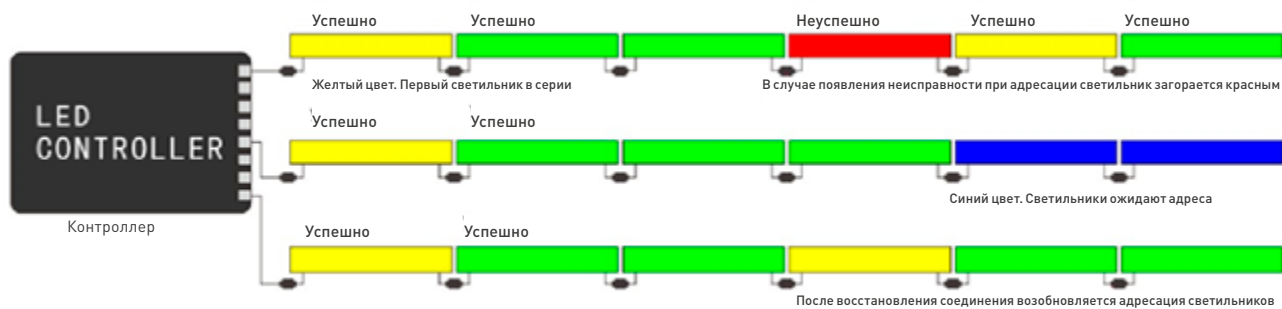 Успешно Успешно Неуспешно Успешно Успешно
Желтый цвет. Первый светильник в серии В случае появления неисправности при адресации светильник загорается красным
LED
CONTROLLER
Контроллер
Успешно Успешно
Синий цвет. Светильники ожидают адреса
Успешно Успешно
После восстановления соединения возобновляется адресация светильников